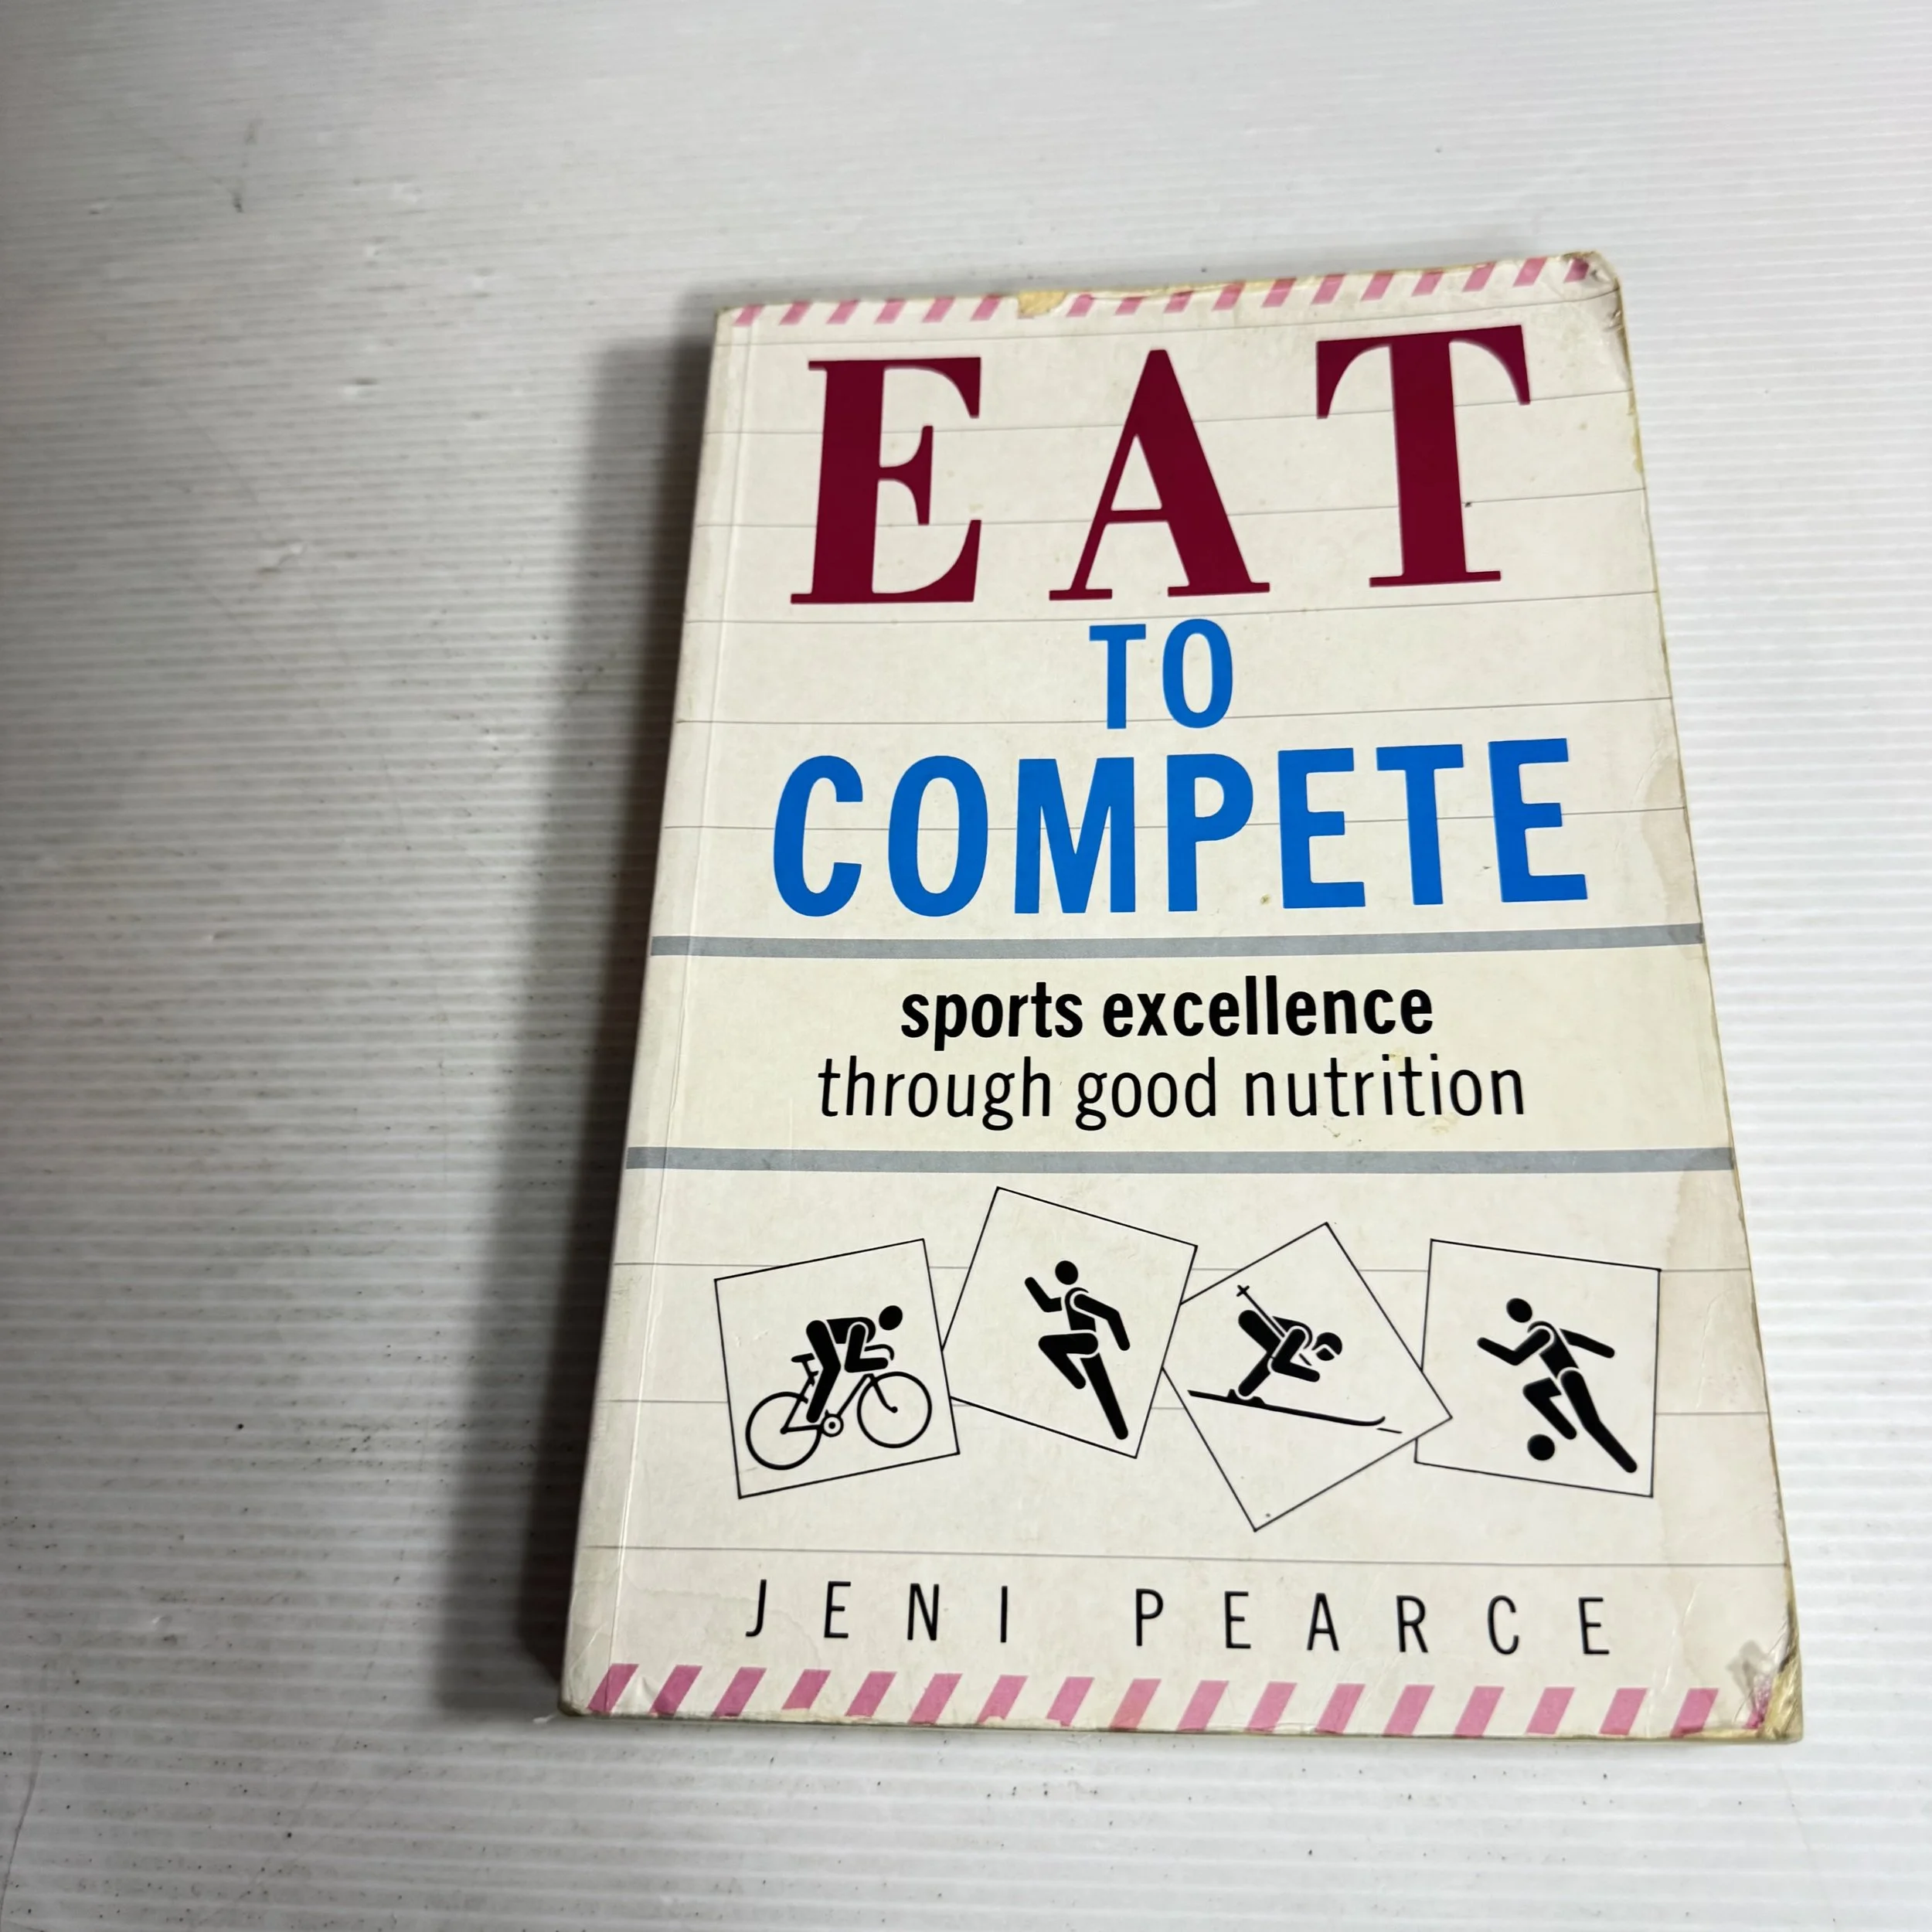 EAT
TO
COMPETE
sports excellence
through good nutrition
JENI PEARCE